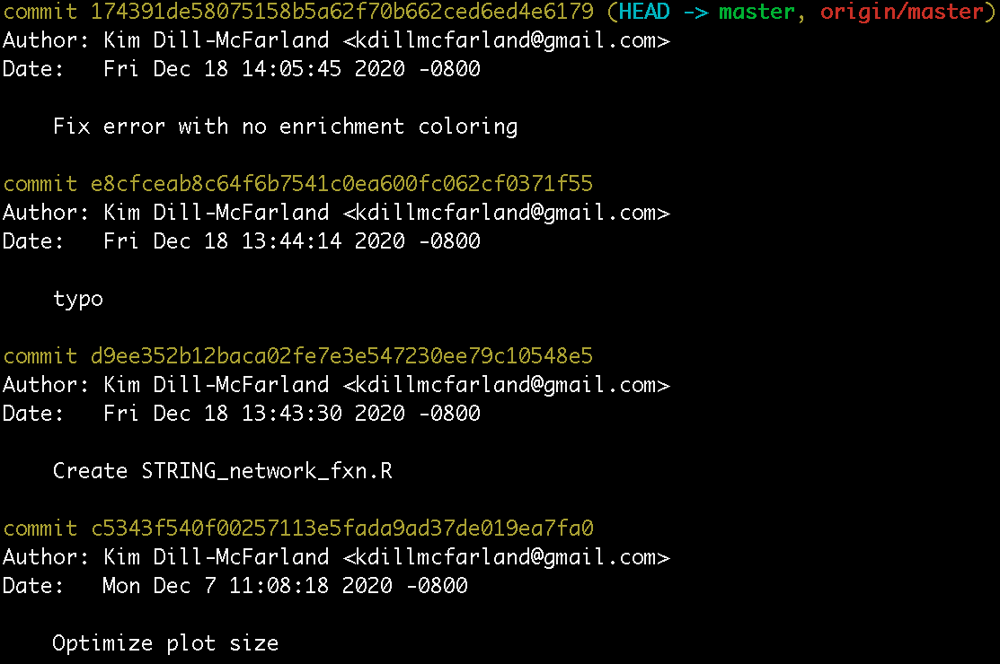 commit 174391de58075158b5a62f70b662ced6ed4e6179 (HEAD -> master, origin/master)
Author: Kim Dill-McFarland <kdillmcfarland@gmail.com>
Date:   Fri Dec 18 14:05:45 2020 -0800
    Fix error with no enrichment coloring
commit e8cfceab8c64f6b7541c0ea600fc062cf0371f55
Author: Kim Dill-McFarland <kdillmcfarland@gmail.com>
Date:   Fri Dec 18 13:44:14 2020 -0800
    typo
commit d9ee352b12baca02fe7e3e547230ee79c10548e5
Author: Kim Dill-McFarland <kdillmcfarland@gmail.com>
Date:   Fri Dec 18 13:43:30 2020 -0800
    Create STRING_network_fxn.R
commit c5343f540f00257113e5fada9ad37de019ea7fa0
Author: Kim Dill-McFarland <kdillmcfarland@gmail.com>
Date:   Mon Dec 7 11:08:18 2020 -0800
    Optimize plot size